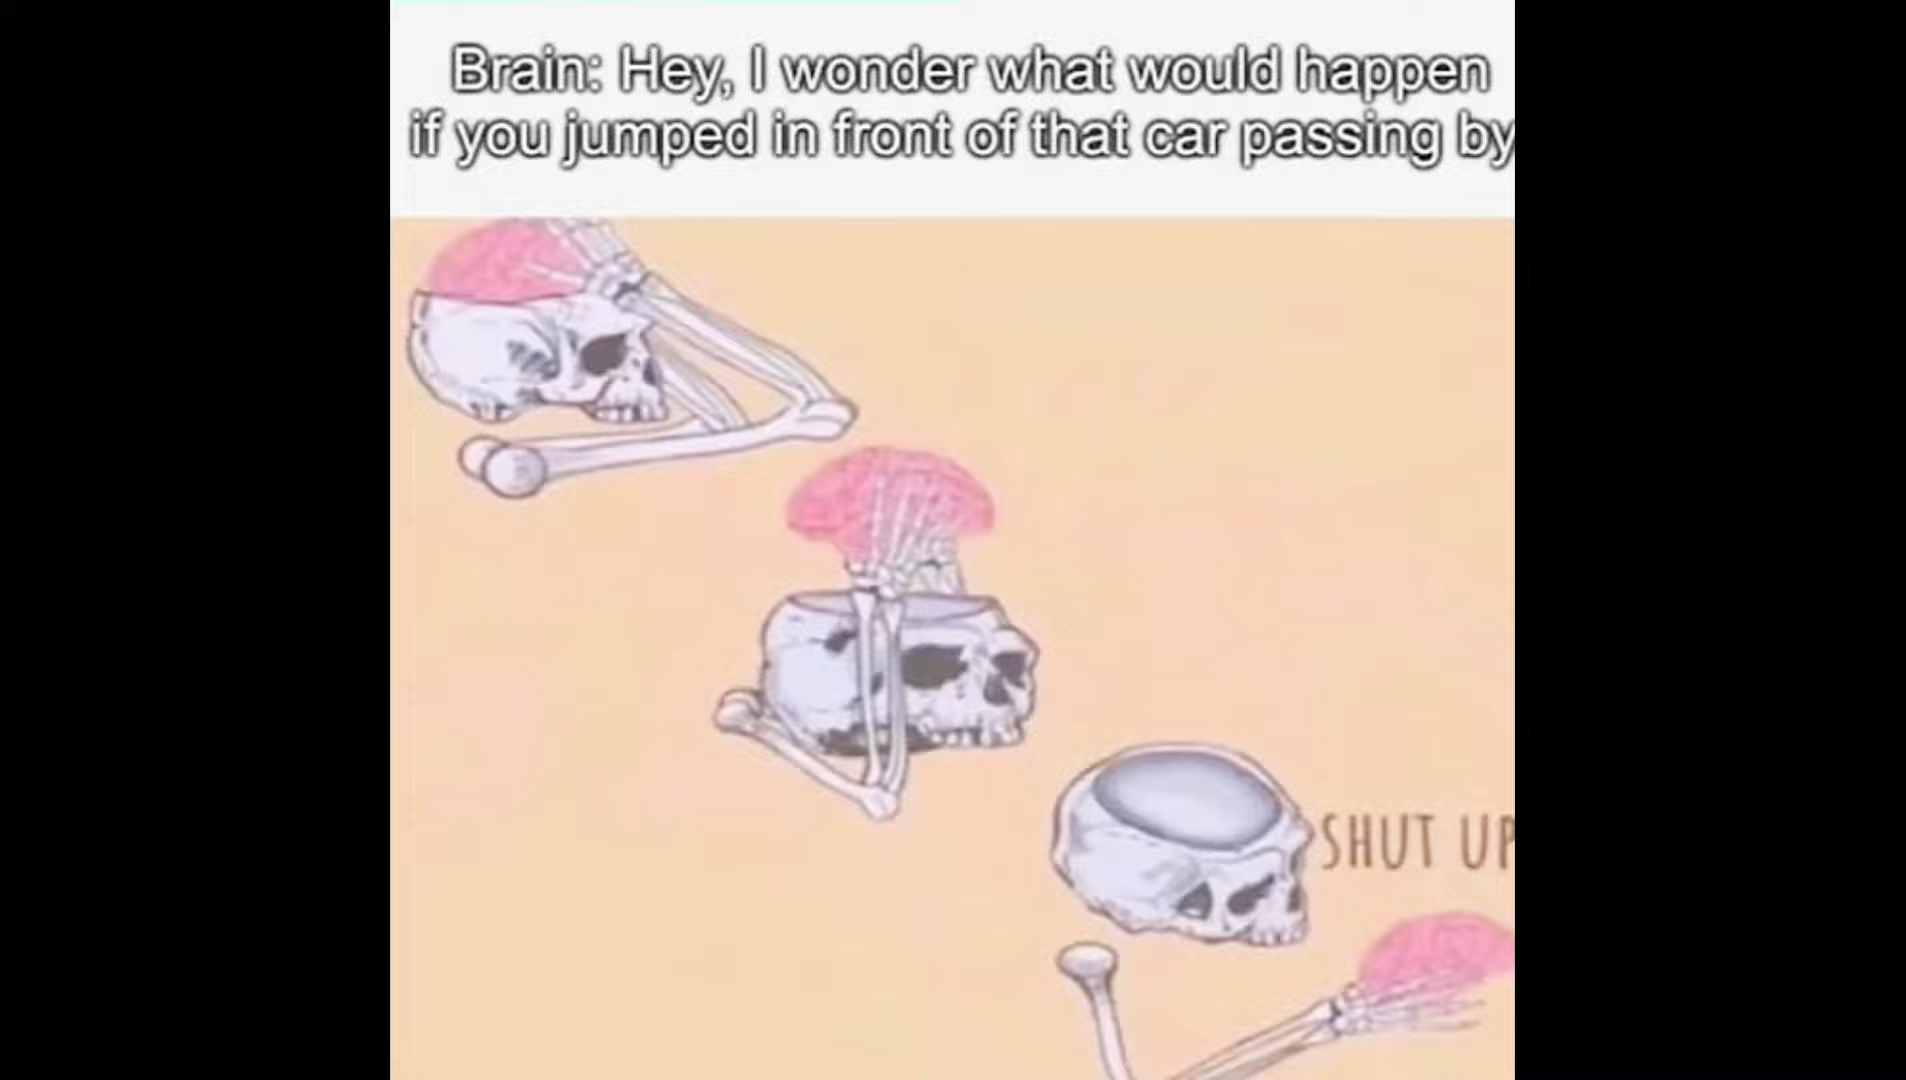 Brain: Hey, I wonder what would happen
if you jumped in front of that car passing by
SHUT UP